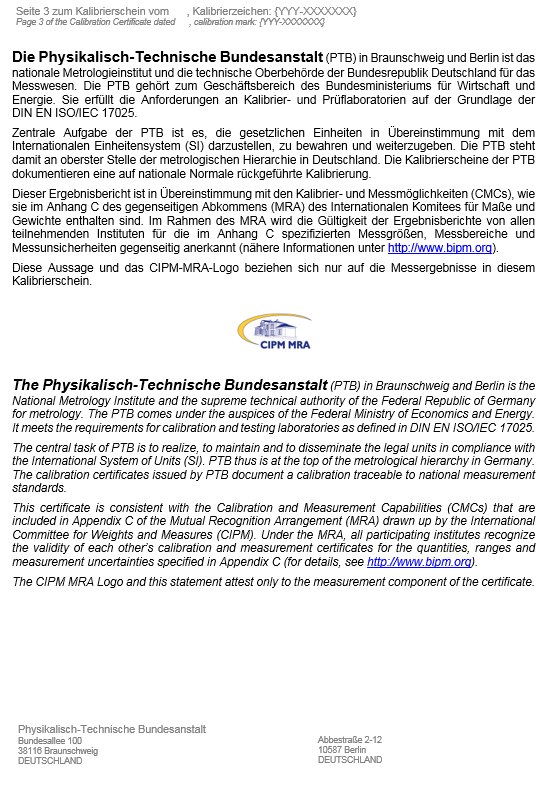 Seite 3 zum Kalibrierschein vom , Kalibrierzeichen: {YYY-XXXXXXX}
Page 3 of the Calibration Certificate dated , calibration mark: {YYY-XXXXXXX}
Die Physikalisch-Technische Bundesanstalt (PTB) in Braunschweig und Berlin ist das
nationale Metrologieinstitut und die technische Oberbehörde der Bundesrepublik Deutschland für das
Messwesen. Die PTB gehört zum Geschäftsbereich des Bundesministeriums für Wirtschaft und
Energie. Sie erfüllt die Anforderungen an Kalibrier- und Prüflaboratorien auf der Grundlage der
DIN EN ISO/IEC 17025.
Zentrale Aufgabe der PTB ist es, die gesetzlichen Einheiten in Übereinstimmung mit dem
Internationalen Einheitensystem (SI) darzustellen, zu bewahren und weiterzugeben. Die PTB steht
damit an oberster Stelle der metrologischen Hierarchie in Deutschland. Die Kalibrierscheine der PTB
dokumentieren eine auf nationale Normale rückgeführte Kalibrierung.
Dieser Ergebnisbericht ist in Übereinstimmung mit den Kalibrier- und Messmöglichkeiten (CMCs), wie
sie im Anhang C des gegenseitigen Abkommens (MRA) des Internationalen Komitees für Maße und
Gewichte enthalten sind. Im Rahmen des MRA wird die Gültigkeit der Ergebnisberichte von allen
teilnehmenden Instituten für die im Anhang C spezifizierten Messgrößen, Messbereiche und
Messunsicherheiten gegenseitig anerkannt (nähere Informationen unter http://www.bipm.org).
Diese Aussage und das CIPM-MRA-Logo beziehen sich nur auf die Messergebnisse in diesem
Kalibrierschein.
CIPM MRA
The Physikalisch-Technische Bundesanstalt (PTB) in Braunschweig and Berlin is the
National Metrology Institute and the supreme technical authority of the Federal Republic of Germany
for metrology. The PTB comes under the auspices of the Federal Ministry of Economics and Energy.
It meets the requirements for calibration and testing laboratories as defined in DIN EN ISO/IEC 17025.
The central task of PTB is to realize, to maintain and to disseminate the legal units in compliance with
the International System of Units (SI). PTB thus is at the top of the metrological hierarchy in Germany.
The calibration certificates issued by PTB document a calibration traceable to national measurement
standards.
This certificate is consistent with the Calibration and Measurement Capabilities (CMCs) that are
included in Appendix C of the Mutual Recognition Arrangement (MRA) drawn up by the International
Committee for Weights and Measures (CIPM). Under the MRA, all participating institutes recognize
the validity of each other's calibration and measurement certificates for the quantities, ranges and
measurement uncertainties specified in Appendix C (for details, see http://www.bipm.org).
The CIPM MRA Logo and this statement attest only to the measurement component of the certificate.
Physikalisch-Technische Bundesanstalt
Bundesallee 100
38116 Braunschweig
DEUTSCHLAND
Abbestraße 2-12
10587 Berlin
DEUTSCHLAND